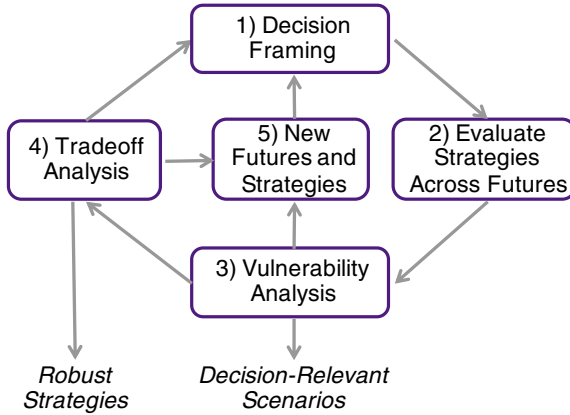 1) Decision
Framing
4) Tradeoff
Analysis
5) New
Futures and
Strategies
2) Evaluate
Strategies
Across Futures
3) Vulnerability
Analysis
Robust
Strategies
Decision-Relevant
Scenarios